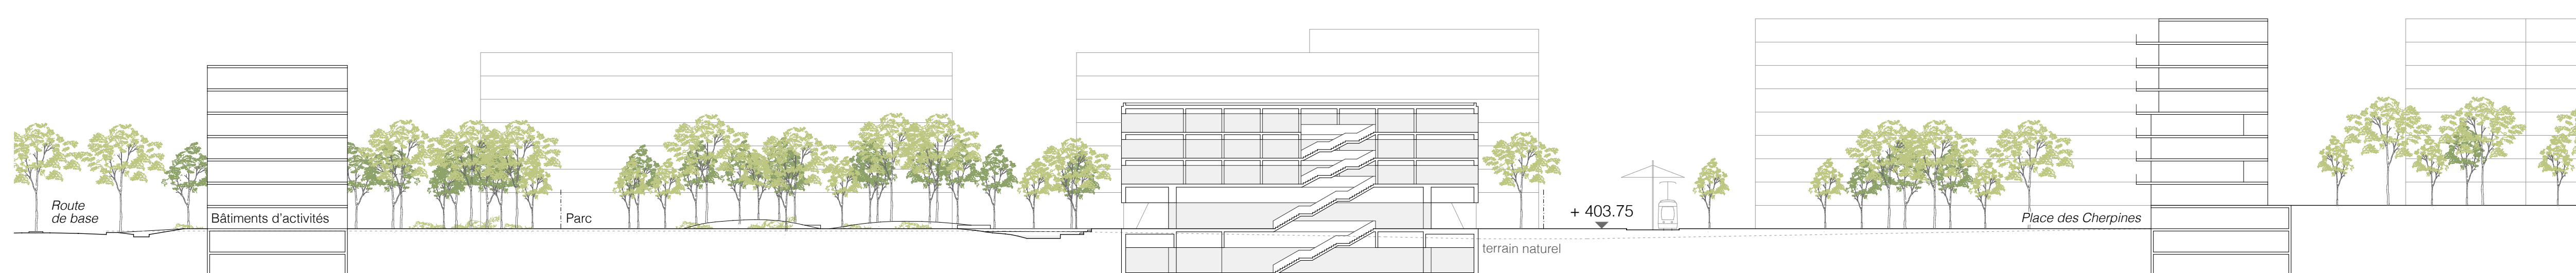 Route
de base
Bâtiments d'activités
Parc
+ 403.75
terrain naturel
Place des Cherpines